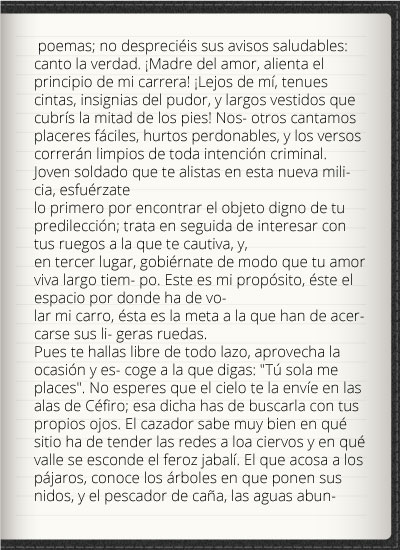 poemas; no despreciéis sus avisos saludables:
canto la verdad. ¡Madre del amor, alienta el
principio de mi carrera! ¡Lejos de mí, tenues
cintas, insignias del pudor, y largos vestidos que
cubrís la mitad de los pies! Nos- otros cantamos
placeres fáciles, hurtos perdonables, y los versos
correrán limpios de toda intención criminal.
Joven soldado que te alistas en esta nueva mili-
cia, esfuérzate
lo primero por encontrar el objeto digno de tu
predilección; trata en seguida de interesar con
tus ruegos a la que te cautiva, y,
en tercer lugar, gobiérnate de modo que tu amor
viva largo tiem- po. Este es mi propósito, éste el
espacio por donde ha de vo-
lar mi carro, ésta es la meta a la que han de acer-
carse sus li- geras ruedas.
Pues te hallas libre de todo lazo, aprovecha la
ocasión y es- coge a la que digas: "Tú sola me
places". No esperes que el cielo te la envíe en las
alas de Céfiro; esa dicha has de buscarla con tus
propios ojos. El cazador sabe muy bien en qué
sitio ha de tender las redes a loa ciervos y en qué
valle se esconde el feroz jabalí. El que acosa a los
pájaros, conoce los árboles en que ponen sus
nidos, y el pescador de caña, las aguas abun-